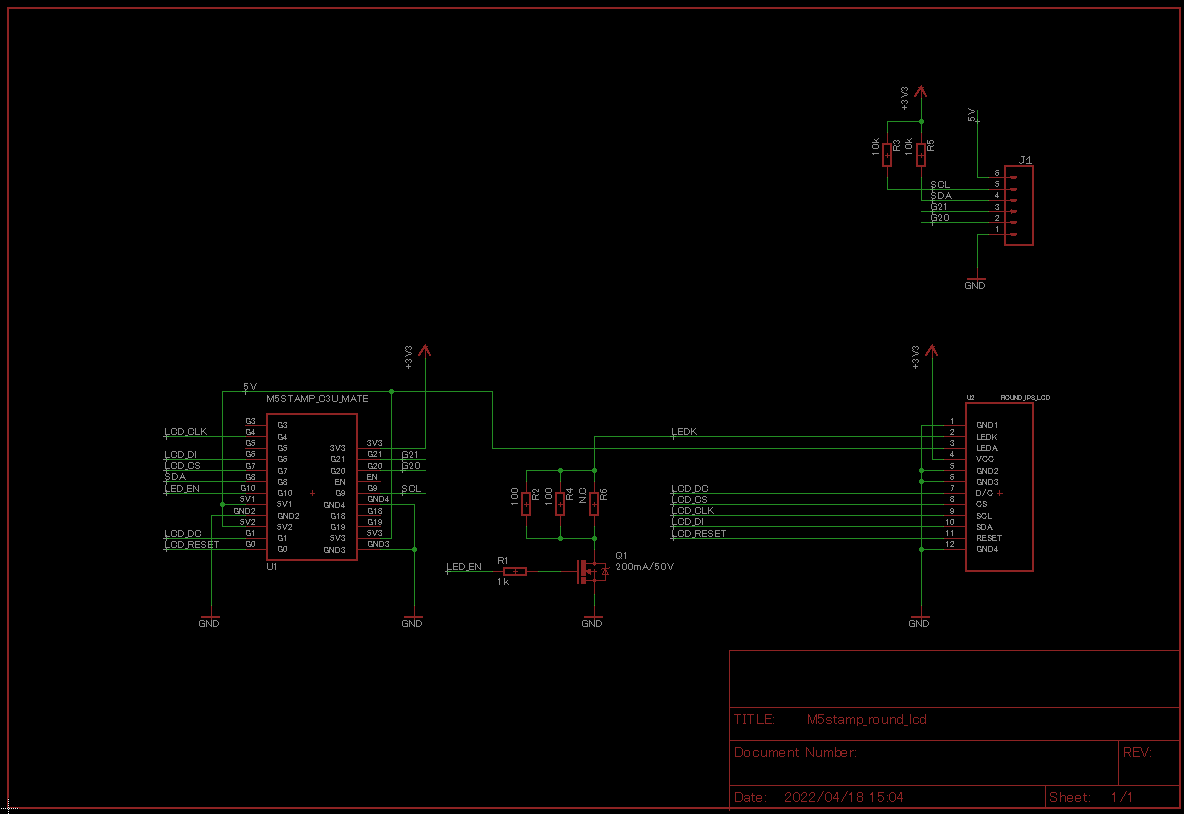 +3V3
5V
10k
R3
10k
R5
J1
6
SCL
5
SDA
4
G21
3
G20
2
1
GND
+3V3
+3V3
5V
M5STAMP_C3U_MATE
U2
ROUND_IPS_LCD
G3
G3
LCD_CLK
G4
G4
G5
G5
LCD_DI
G6
G6
LCD_CS
G7
G7
SDA
G8
G8
LED_EN
G10
G10
5V1
5V1
GND2
GND2
5V2
5V2
LCD_DC
G1
G1
LCD_RESET
G0
G0
U1
3V3
3V3
G21
G21
G21
G20
G20
G20
EN
EN
G9
G9
SCL
GND4
GND4
G18
G18
G19
G19
5V3
5V3
GND3
GND3
LEDK
100
R2
100
R4
N.C
R6
LED_EN
R1
1k
Q1
200mA/50V
LCD_DC
LCD_CS
LCD_CLK
LCD_DI
LCD_RESET
1
GND1
2
LEDK
3
LEDA
4
VCC
5
GND2
6
GND3
7
D/C
8
CS
9
SCL
10
SDA
11
RESET
12
GND4
GND
GND
GND
GND
TITLE: M5stamp_round_lcd
Document Number:
REV:
Date: 2022/04/18 15:04
Sheet: 1/1